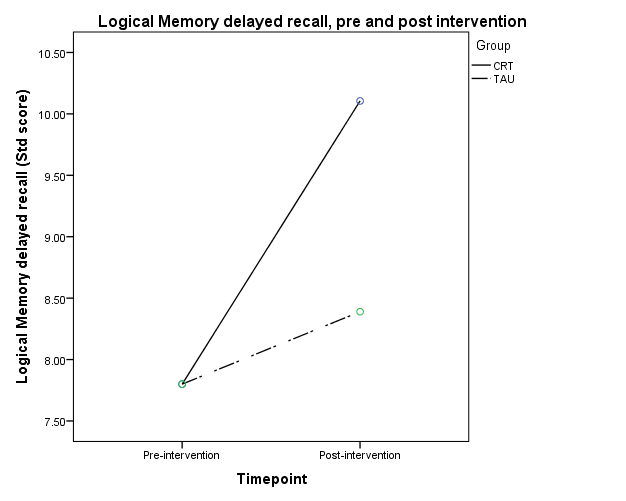 Logical Memory delayed recall, pre and post intervention
Group
CRT
TAU
Logical Memory delayed recall (Std score)
10.50
10.00
9.50
9.00
8.50
8.00
7.50
Pre-intervention
Post-intervention
Timepoint